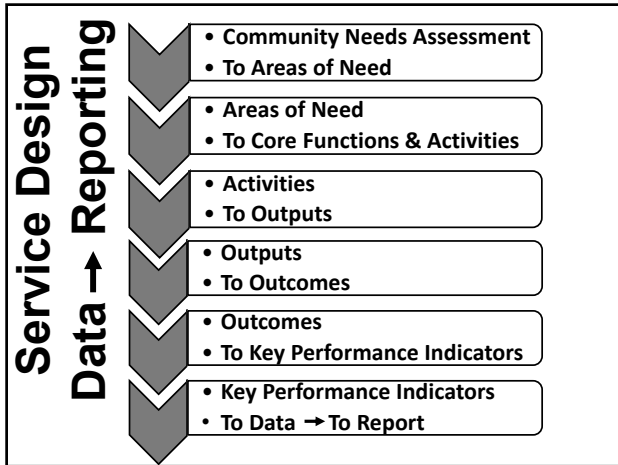 Service Design
Data → Reporting
• Community Needs Assessment
• To Areas of Need
• Areas of Need
• To Core Functions & Activities
• Activities
• To Outputs
• Outputs
• To Outcomes
• Outcomes
• To Key Performance Indicators
• Key Performance Indicators
• To Data → To Report